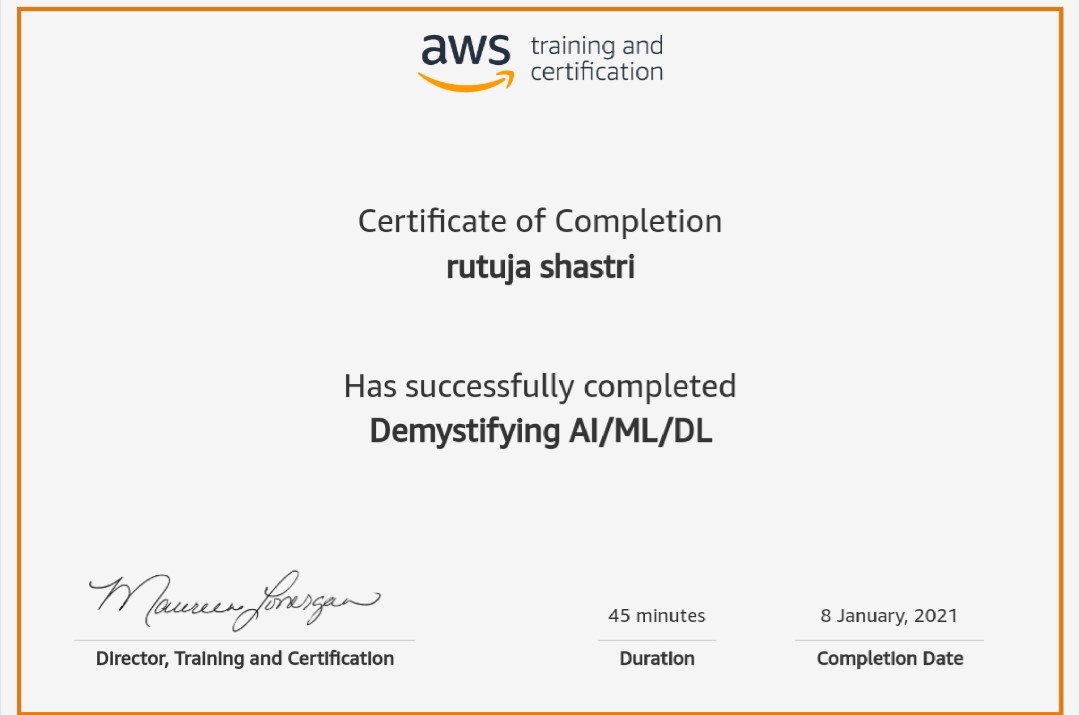 aws training and
certification
Certificate of Completion
rutuja shastri
Has successfully completed
Demystifying AI/ML/DL
Maureen Lonergan
Director, Training and Certification
45 minutes
Duration
8 January, 2021
Completion Date